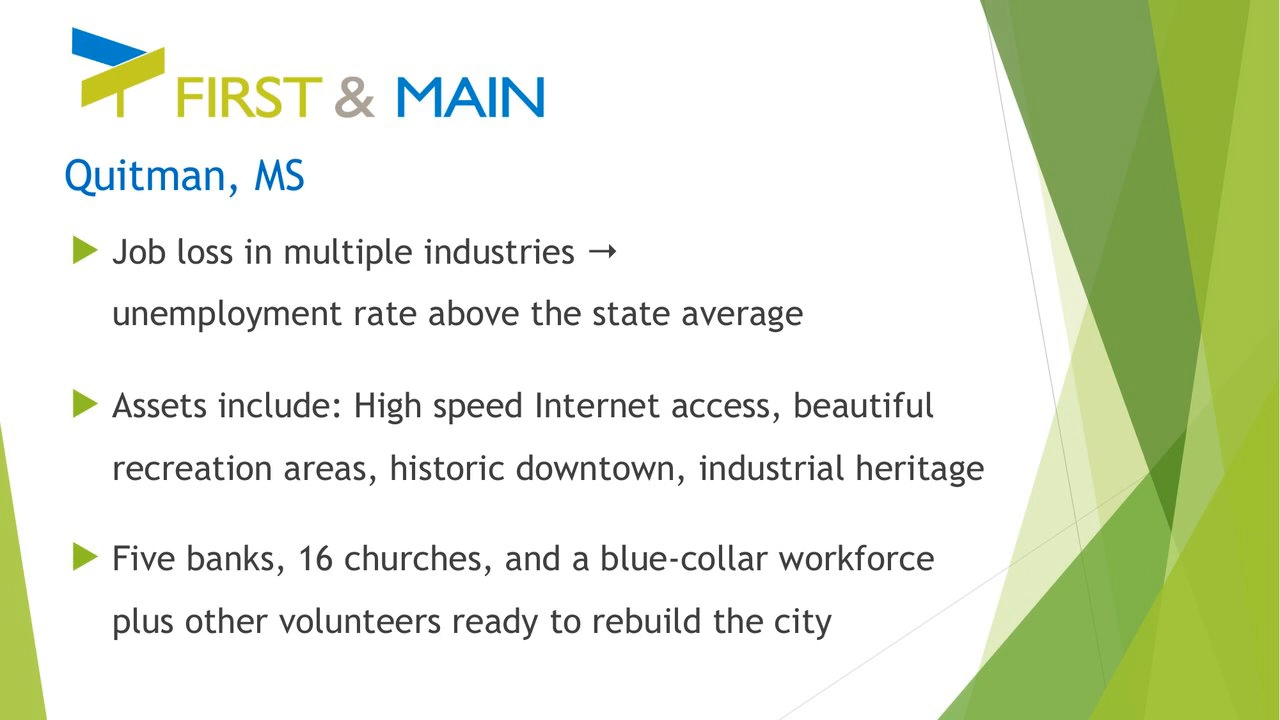 FIRST & MAIN
Quitman, MS
Job loss in multiple industries →
unemployment rate above the state average
Assets include: High speed Internet access, beautiful
recreation areas, historic downtown, industrial heritage
Five banks, 16 churches, and a blue-collar workforce
plus other volunteers ready to rebuild the city